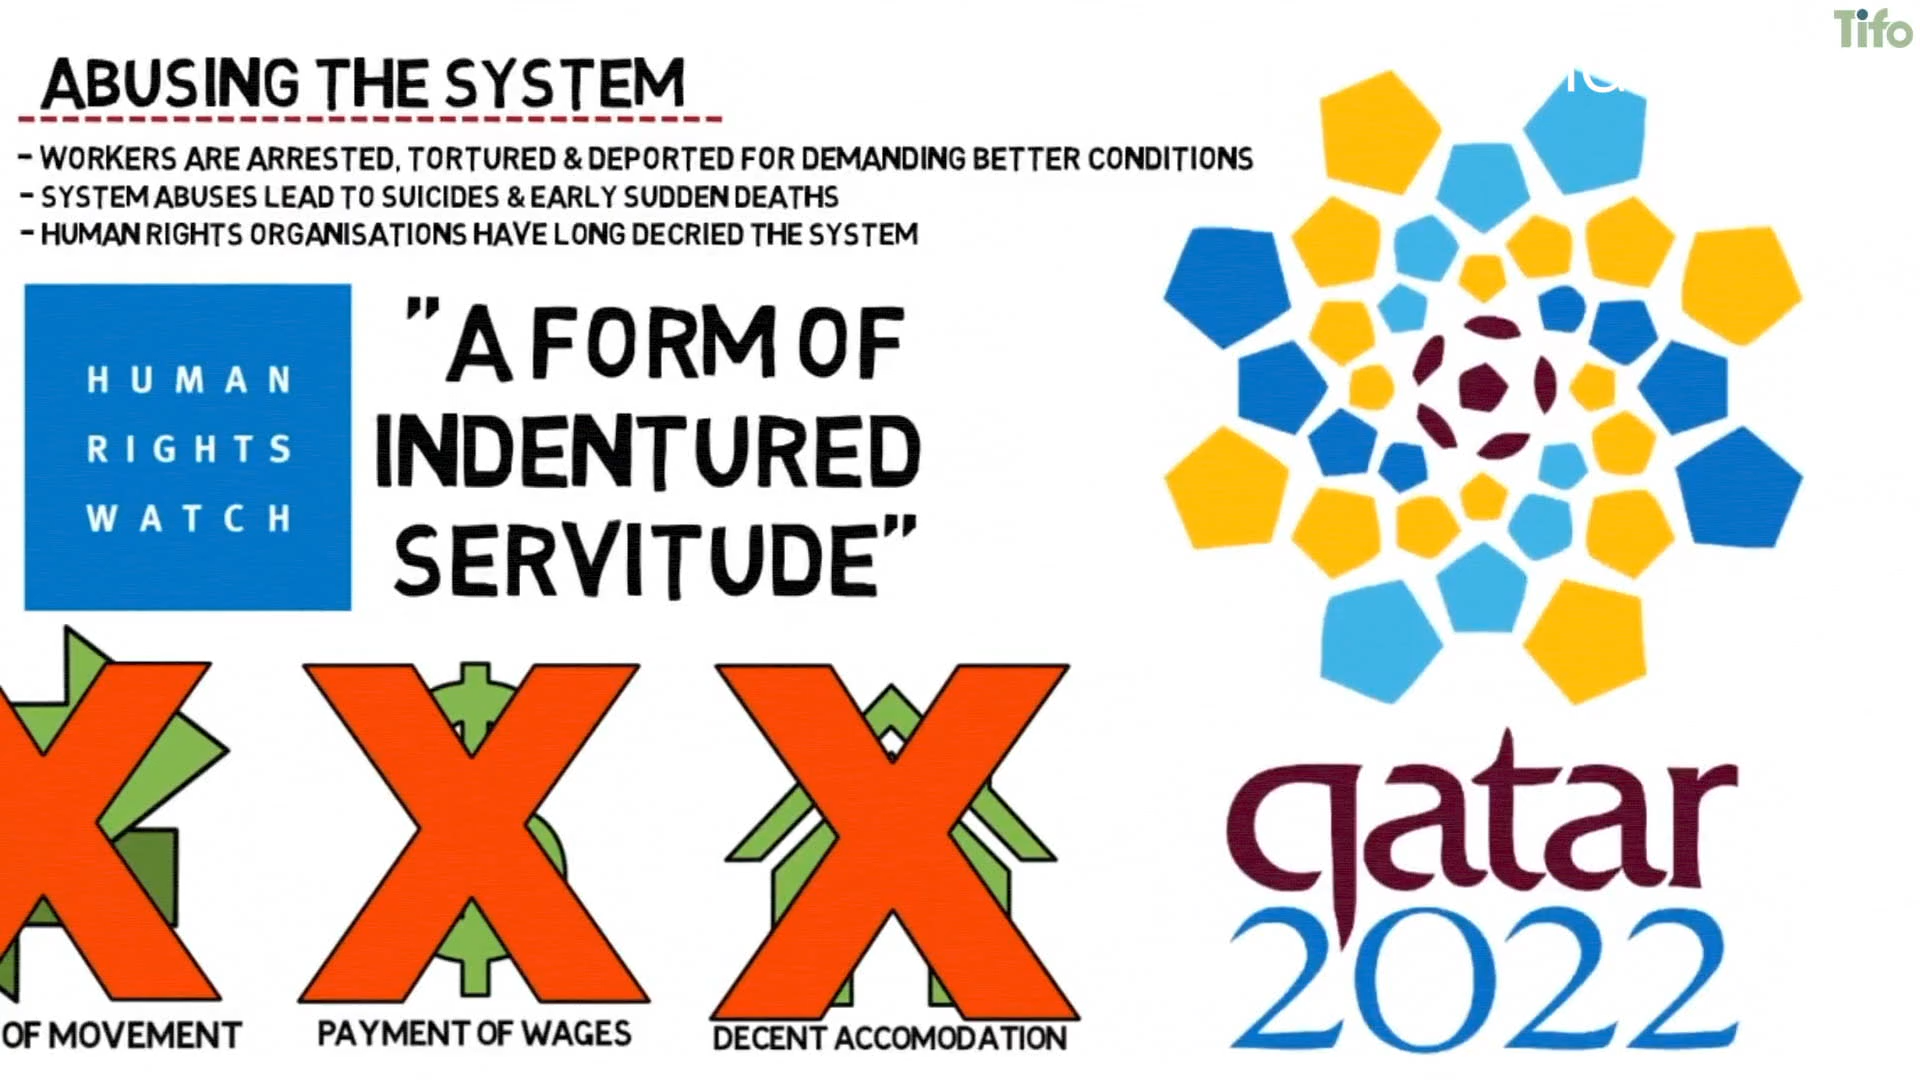 Tifo
ABUSING THE SYSTEM
- WORKERS ARE ARRESTED, TORTURED & DEPORTED FOR DEMANDING BETTER CONDITIONS
- SYSTEM ABUSES LEAD TO SUICIDES & EARLY SUDDEN DEATHS
- HUMAN RIGHTS ORGANISATIONS HAVE LONG DECRIED THE SYSTEM
HUMAN
RIGHTS
WATCH
"A FORM OF
INDENTURED
SERVITUDE"
OF MOVEMENT
PAYMENT OF WAGES
DECENT ACCOMODATION
qatar
2022